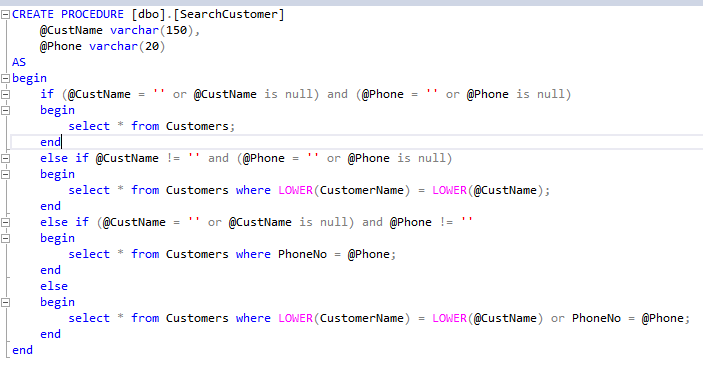 CREATE PROCEDURE [dbo].[SearchCustomer]
    @CustName varchar(150),
    @Phone varchar(20)
AS
begin
    if (@CustName = '' or @CustName is null) and (@Phone = '' or @Phone is null)
    begin
        select * from Customers;
    end
    else if @CustName != '' and (@Phone = '' or @Phone is null)
    begin
        select * from Customers where LOWER(CustomerName) = LOWER(@CustName);
    end
    else if (@CustName = '' or @CustName is null) and @Phone != ''
    begin
        select * from Customers where PhoneNo = @Phone;
    end
    else
    begin
        select * from Customers where LOWER(CustomerName) = LOWER(@CustName) or PhoneNo = @Phone;
    end
end